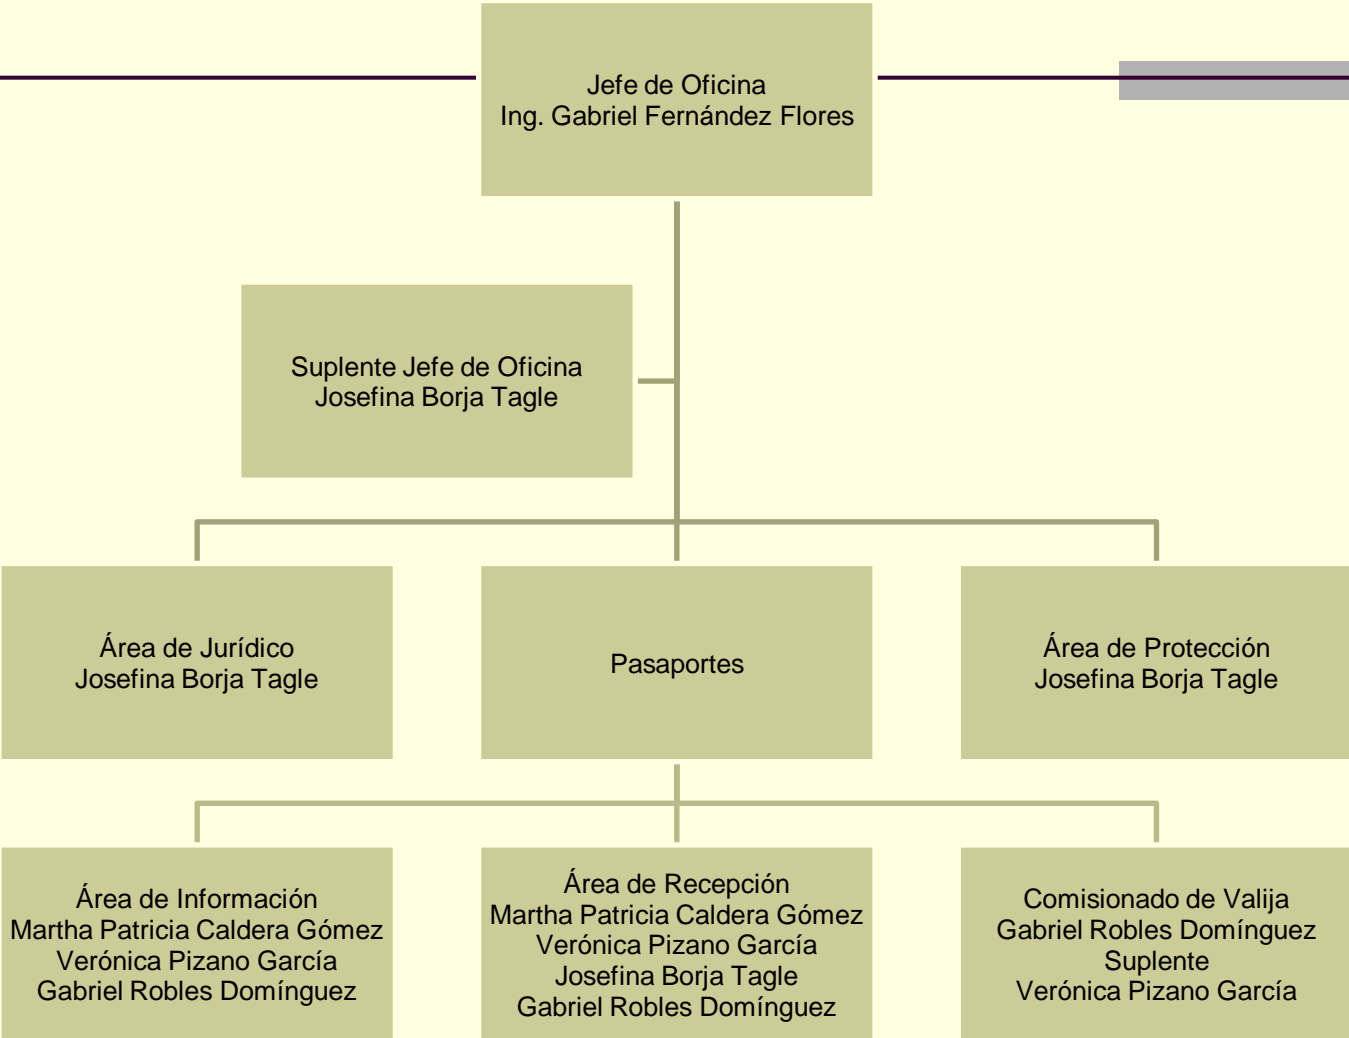 Jefe de Oficina
Ing. Gabriel Fernández Flores
Suplente Jefe de Oficina
Josefina Borja Tagle
Área de Jurídico
Josefina Borja Tagle
Pasaportes
Área de Protección
Josefina Borja Tagle
Área de Información
Martha Patricia Caldera Gómez
Verónica Pizano García
Gabriel Robles Domínguez
Área de Recepción
Martha Patricia Caldera Gómez
Verónica Pizano García
Josefina Borja Tagle
Gabriel Robles Domínguez
Comisionado de Valija
Gabriel Robles Domínguez
Suplente
Verónica Pizano García